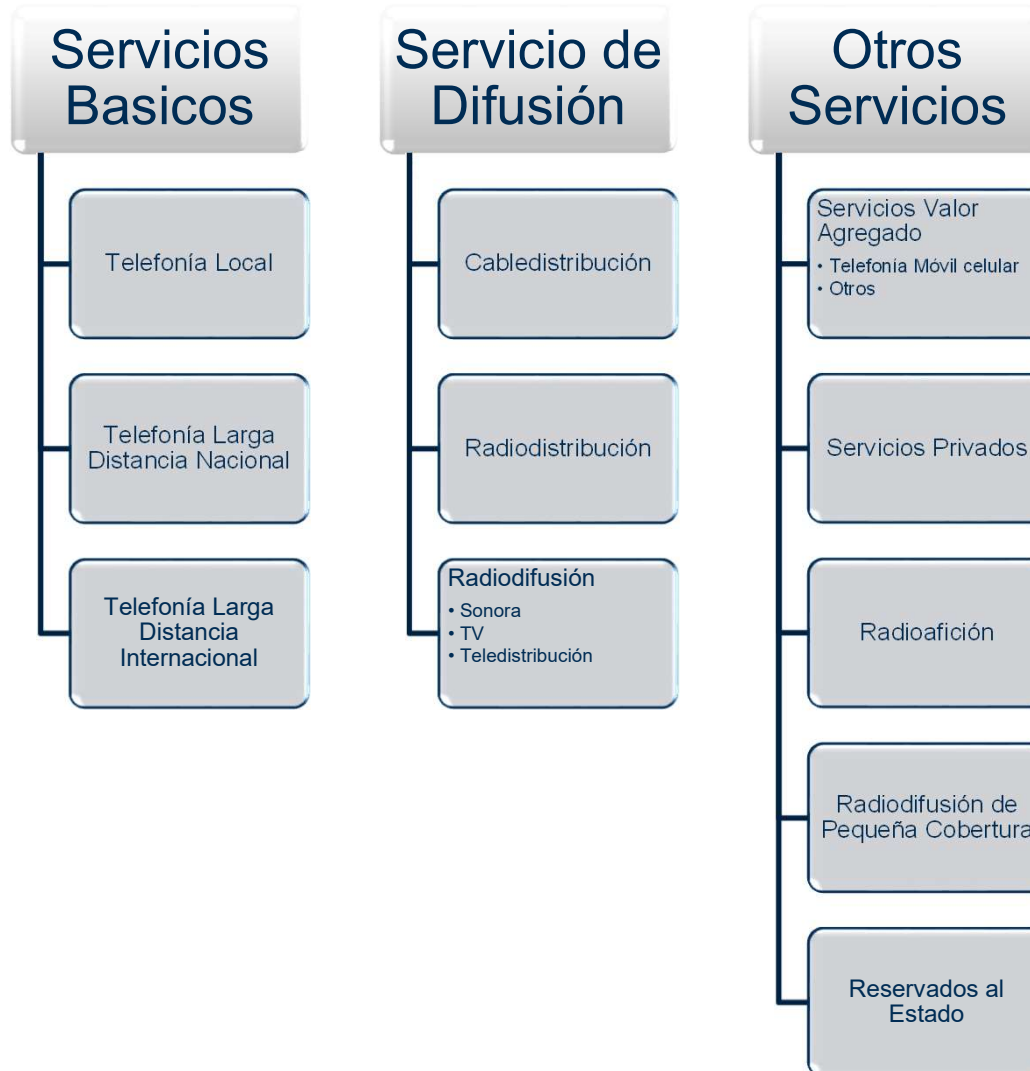 Servicios
Basicos
Telefonía Local
Telefonía Larga
Distancia Nacional
Telefonía Larga
Distancia
Internacional
Servicio de
Difusión
Cabledistribución
Radiodistribución
Radiodifusión
• Sonora
• TV
• Teledistribución
Otros
Servicios
Servicios Valor
Agregado
• Telefonía Móvil celular
• Otros
Servicios Privados
Radioafición
Radiodifusión de
Pequeña Cobertura
Reservados al
Estado